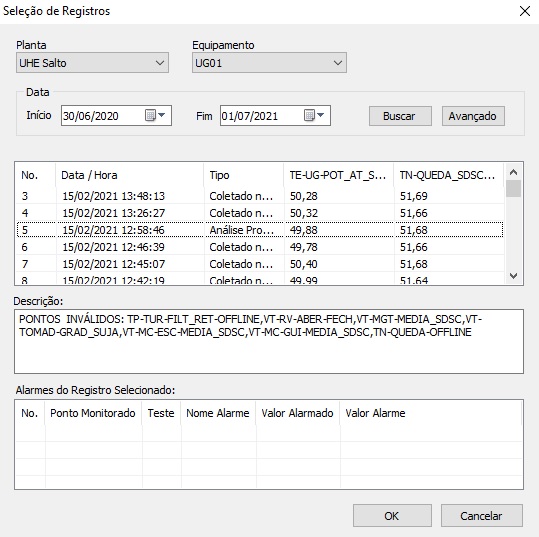 Seleção de Registros
Planta Equipamento
UHE Salto UG01
Data
Início 30/06/2020 Fim 01/07/2021 Buscar Avançado
No. Data / Hora Tipo TE-UG-POT_AT_S... TN-QUEDA_SDSC...
3 15/02/2021 13:48:13 Coletado n... 50,28 51,69
4 15/02/2021 13:26:27 Coletado n... 50,32 51,66
5 15/02/2021 12:58:46 Análise Pro... 49,88 51,68
6 15/02/2021 12:46:39 Coletado n... 49,78 51,66
7 15/02/2021 12:45:07 Coletado n... 50,40 51,68
8 15/02/2021 12:42:19 Coletado n... 49,99 51,64
Descrição:
PONTOS INVÁLIDOS: TP-TUR-FILT_RET-OFFLINE,VT-RV-ABER-FECH,VT-MGT-MEDIA_SDSC,VT-
TOMAD-GRAD_SUJA,VT-MC-ESC-MEDIA_SDSC,VT-MC-GUI-MEDIA_SDSC,TN-QUEDA-OFFLINE
Alarmes do Registro Selecionado:
No. Ponto Monitorado Teste Nome Alarme Valor Alarmado Valor Alarme
OK Cancelar